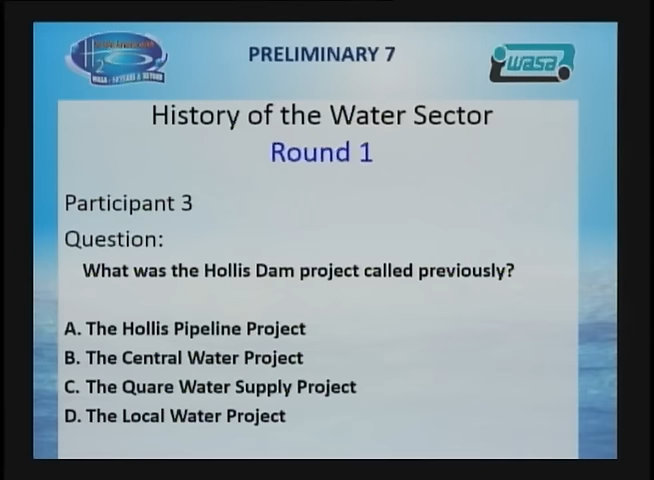 PRELIMINARY 7
wasa
History of the Water Sector
Round 1
Participant 3
Question:
What was the Hollis Dam project called previously?
A. The Hollis Pipeline Project
B. The Central Water Project
C. The Quare Water Supply Project
D. The Local Water Project